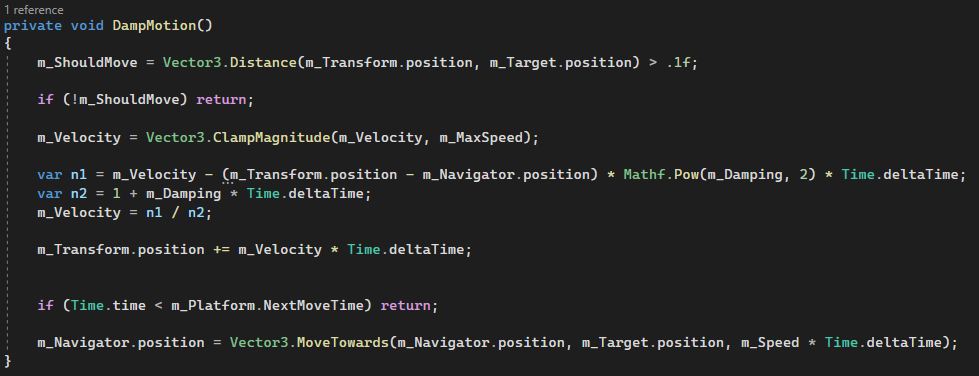 1 reference
private void DampMotion()
{
m_ShouldMove = Vector3.Distance(m_Transform.position, m_Target.position) > .1f;
if (!m_ShouldMove) return;
m_Velocity = Vector3.ClampMagnitude(m_Velocity, m_MaxSpeed);
var n1 = m_Velocity - (m_Transform.position - m_Navigator.position) * Mathf.Pow(m_Damping, 2) * Time.deltaTime;
var n2 = 1 + m_Damping * Time.deltaTime;
m_Velocity = n1 / n2;
m_Transform.position += m_Velocity * Time.deltaTime;
if (Time.time < m_Platform.NextMoveTime) return;
m_Navigator.position = Vector3.MoveTowards(m_Navigator.position, m_Target.position, m_Speed * Time.deltaTime);
}